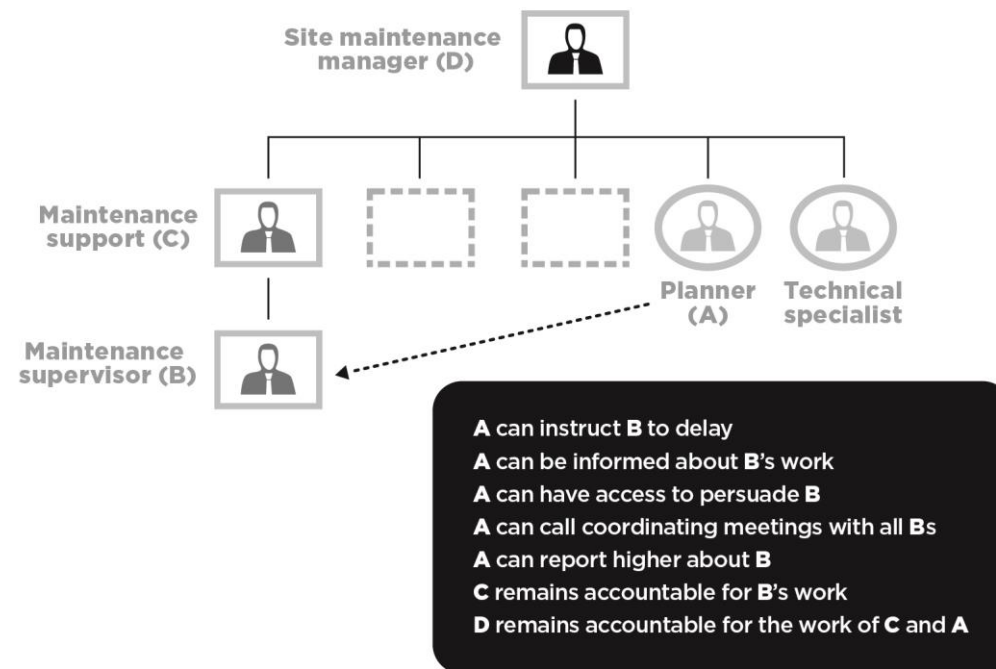 Site maintenance
manager (D)
Maintenance
support (C)
Planner
(A)
Technical
specialist
Maintenance
supervisor (B)
A can instruct B to delay
A can be informed about B’s work
A can have access to persuade B
A can call coordinating meetings with all Bs
A can report higher about B
C remains accountable for B’s work
D remains accountable for the work of C and A